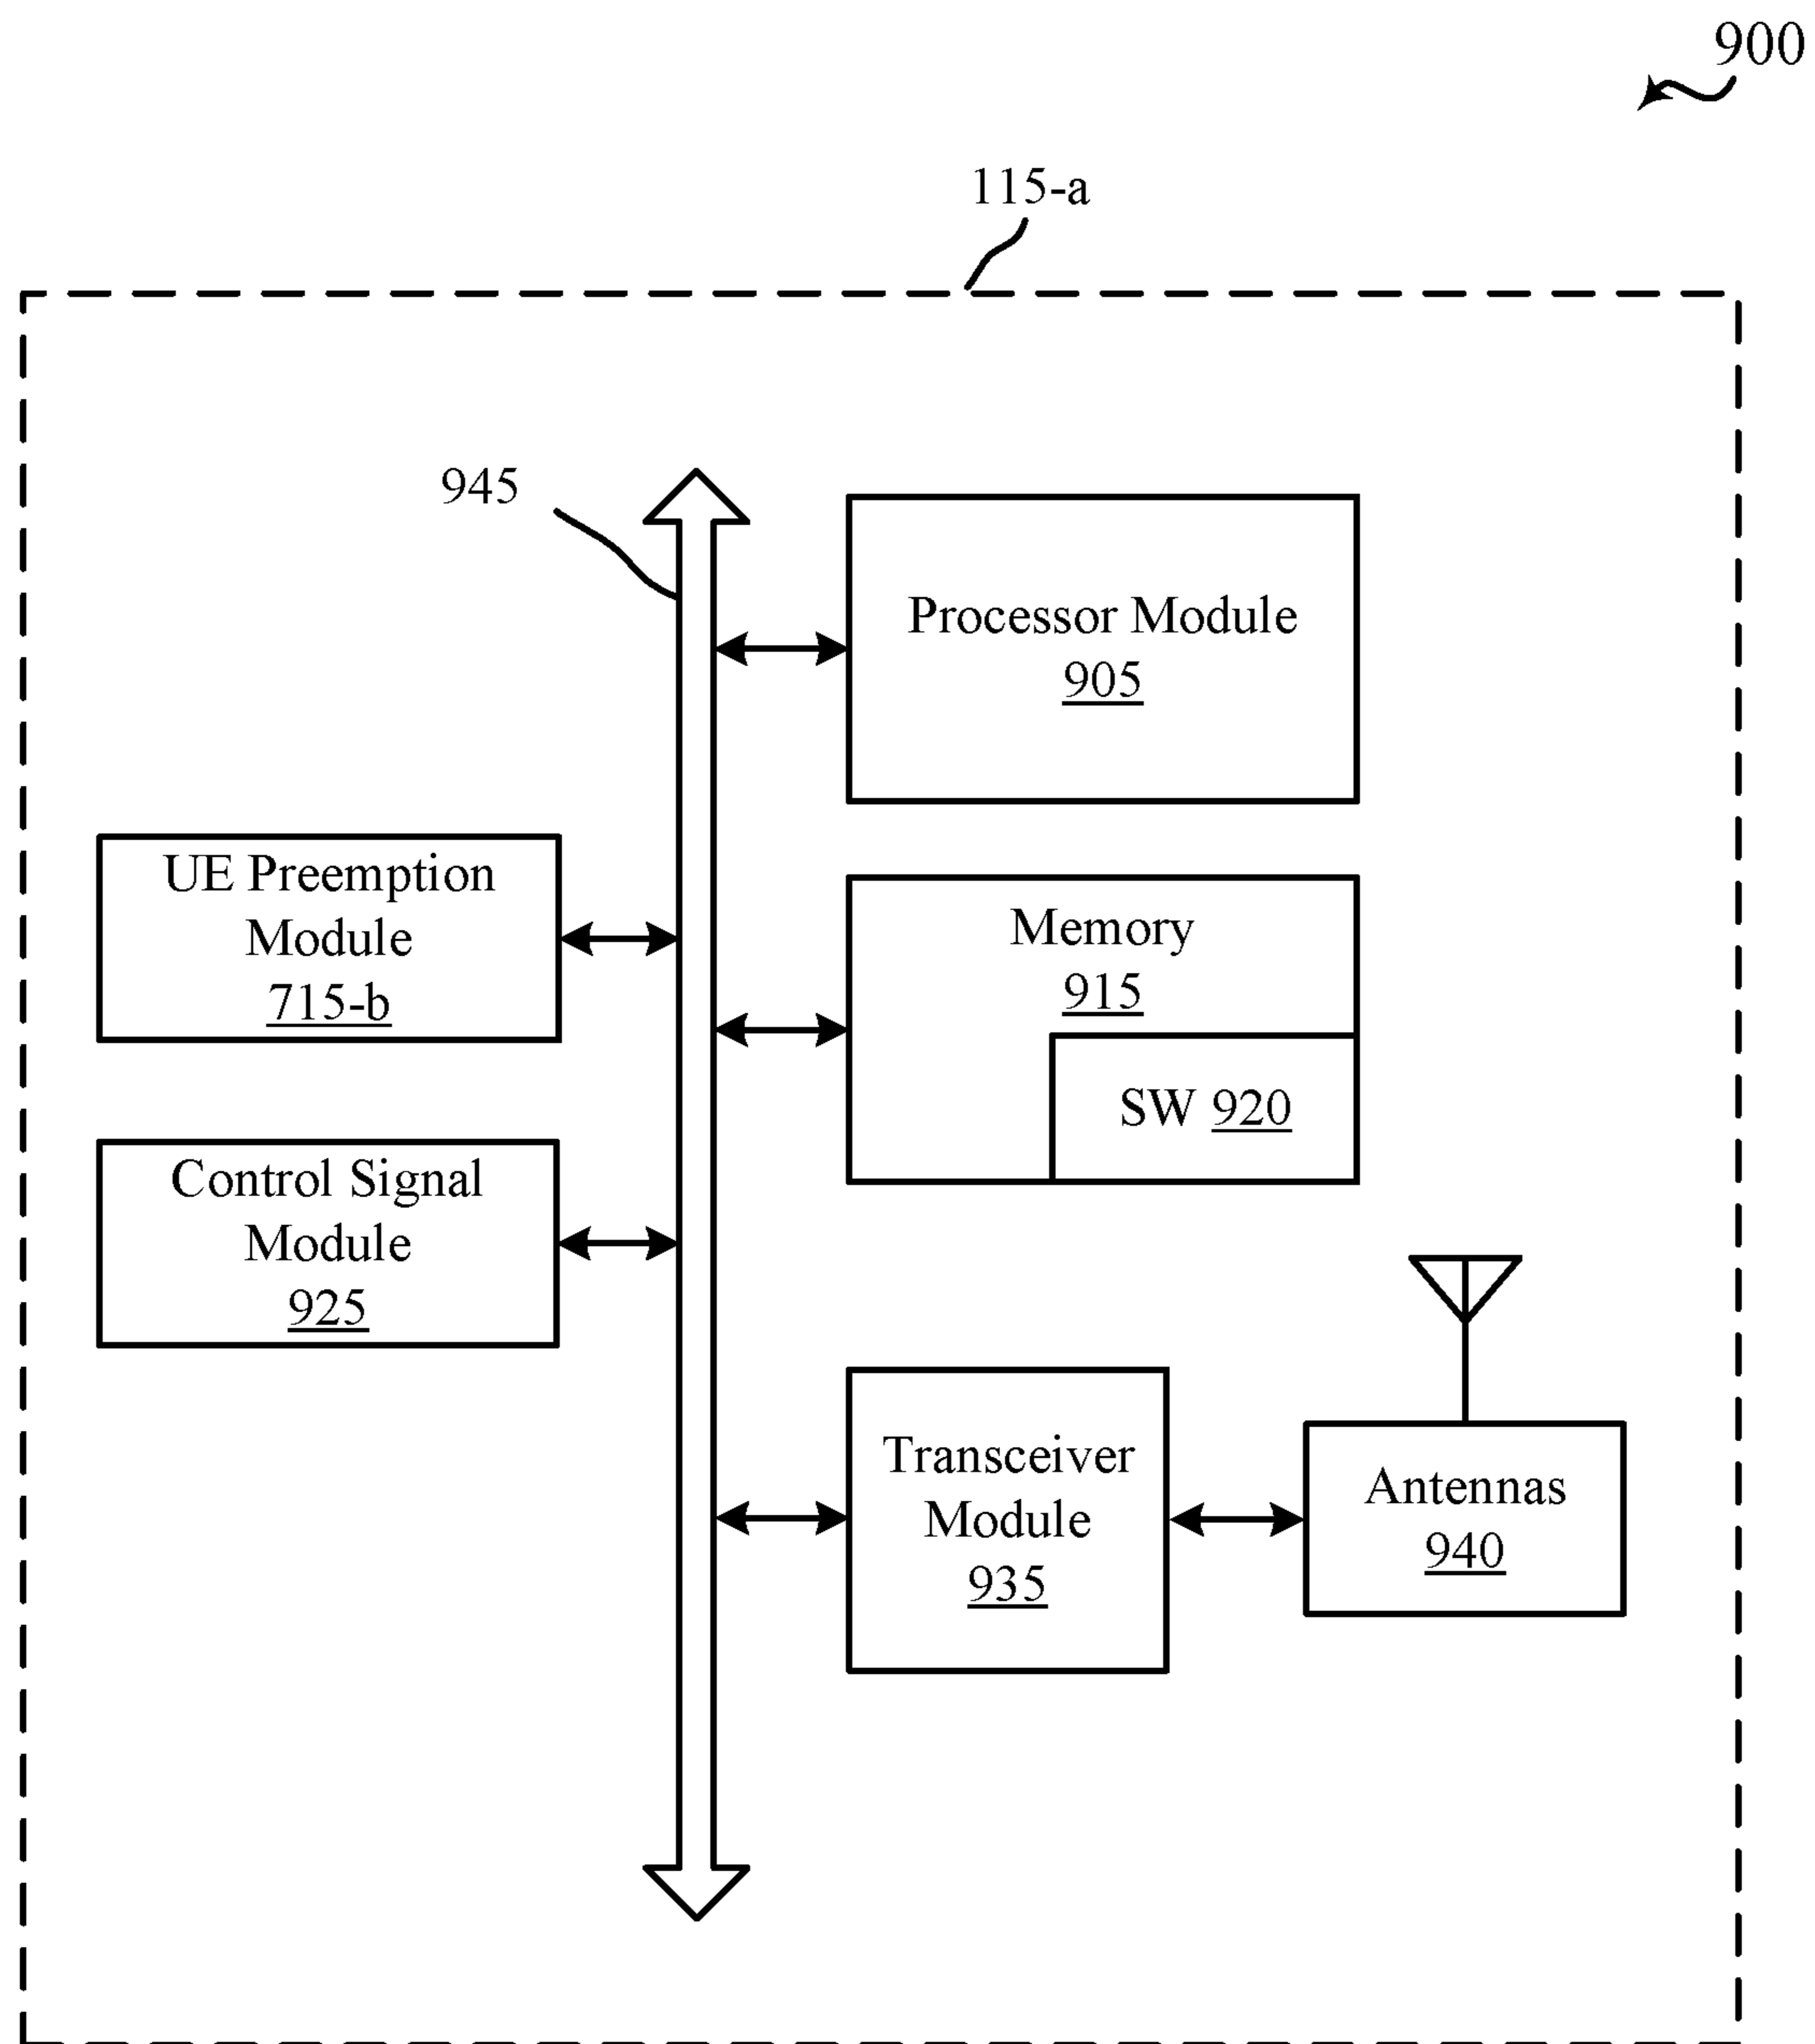 900
115-a
945
Processor Module
905
UE Preemption
Module
715-b
Memory
915
SW 920
Control Signal
Module
925
Transceiver
Module
935
Antennas
940